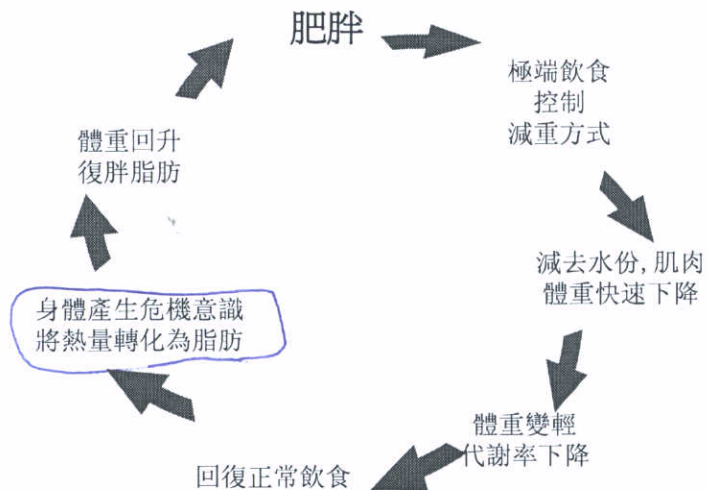 肥胖
極端飲食
控制
減重方式
減去水份,肌肉
體重快速下降
體重變輕
代謝率下降
回復正常飲食
身體產生危機意識
將熱量轉化為脂肪
體重回升
復胖脂肪